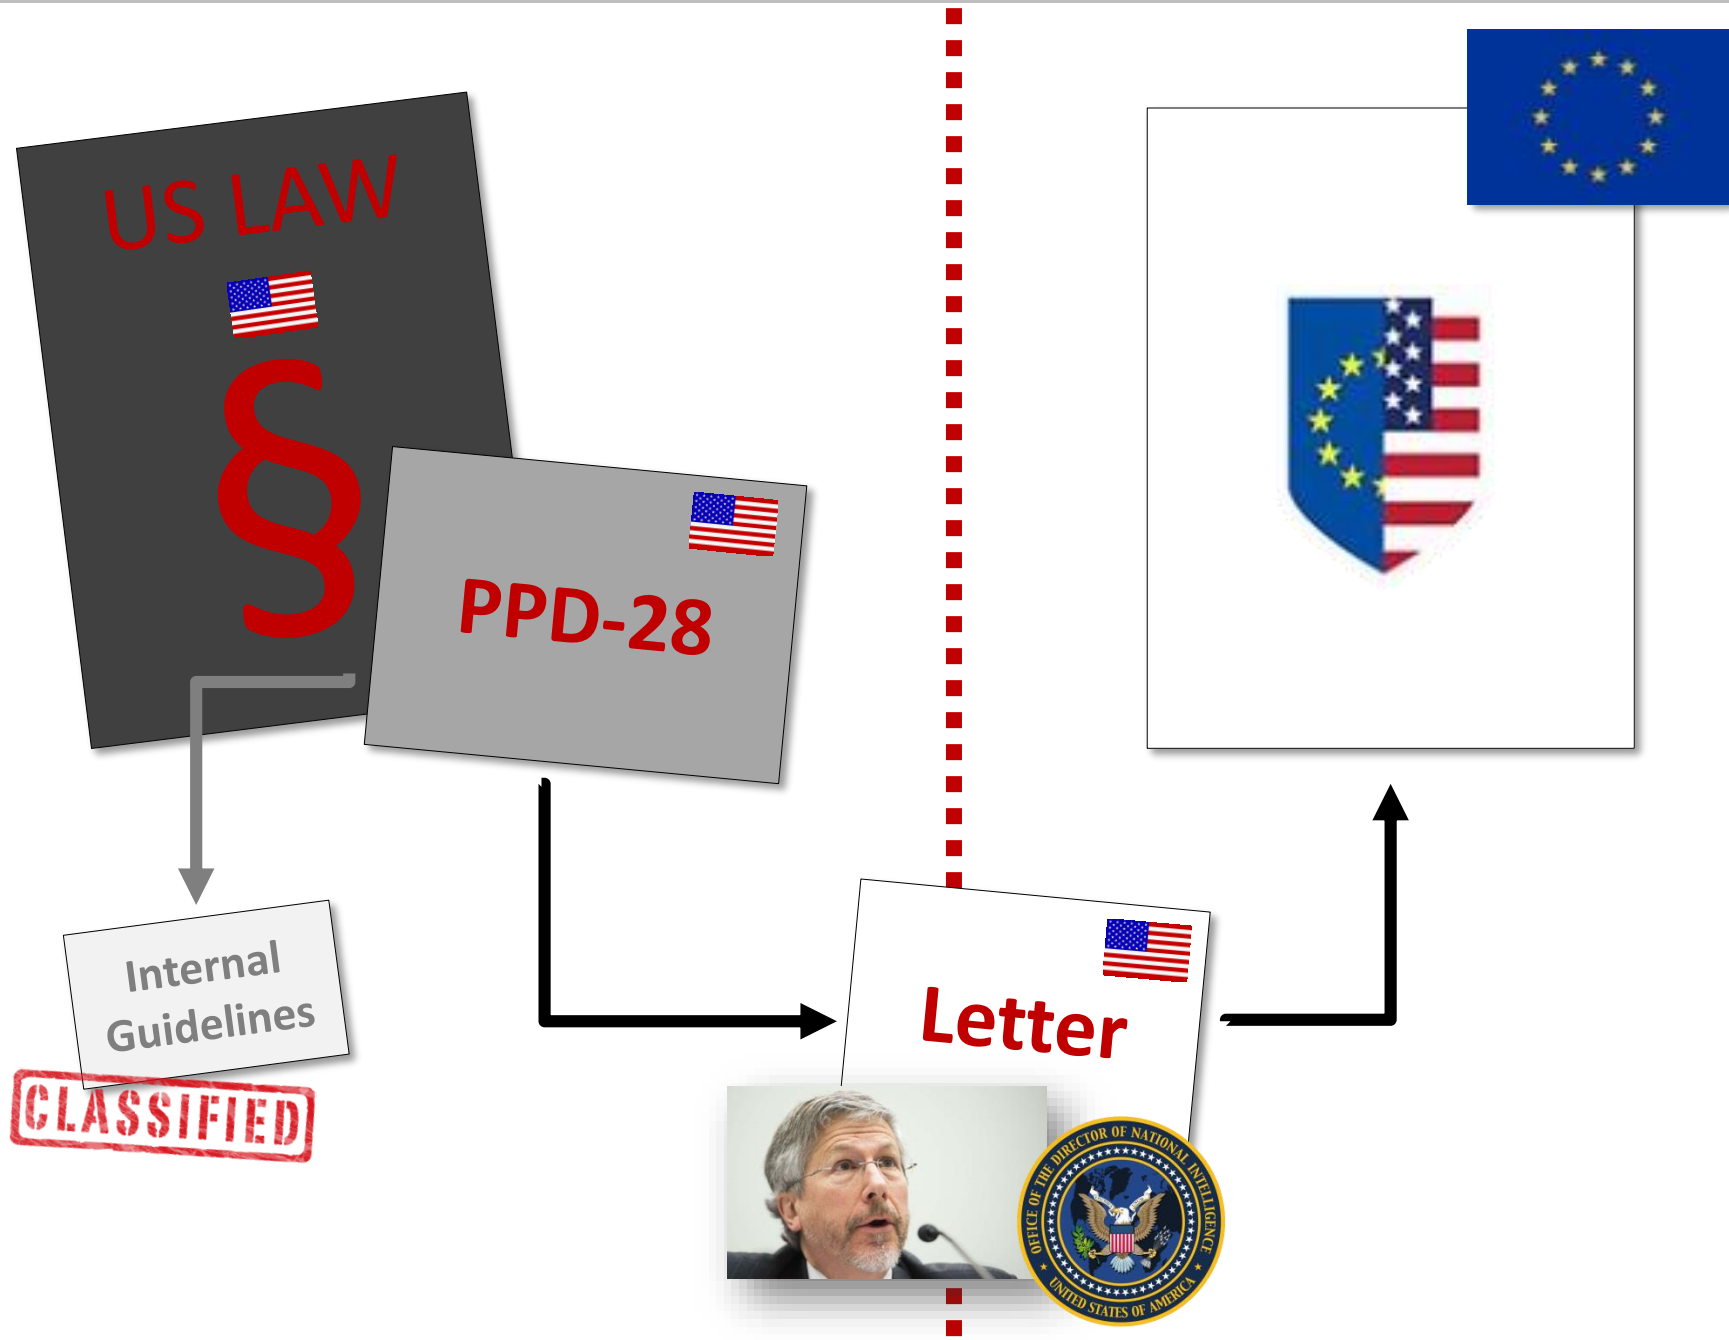 US LAW
§
PPD-28
Internal
Guidelines
CLASSIFIED
Letter
OFFICE OF THE DIRECTOR OF NATIONAL INTELLIGENCE
UNITED STATES OF AMERICA